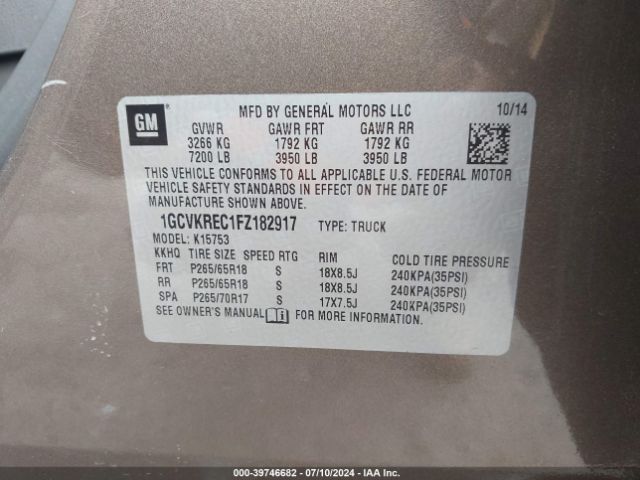 GM
MFD BY GENERAL MOTORS LLC 10/14
GVWR GAWR FRT GAWR RR
3266 KG 1792 KG 1792 KG
7200 LB 3950 LB 3950 LB
THIS VEHICLE CONFORMS TO ALL APPLICABLE U.S. FEDERAL MOTOR
VEHICLE SAFETY STANDARDS IN EFFECT ON THE DATE OF
MANUFACTURE SHOWN ABOVE.
1GCVKREC1FZ182917 TYPE: TRUCK
MODEL: K15753
KKHQ TIRE SIZE SPEED RTG RIM COLD TIRE PRESSURE
FRT P265/65R18 S 18X8.5J 240KPA(35PSI)
RR P265/65R18 S 18X8.5J 240KPA(35PSI)
SPA P265/70R17 S 17X7.5J 240KPA(35PSI)
SEE OWNER'S MANUAL i FOR MORE INFORMATION.
000-39746682 - 07/10/2024 - IAAI.COM